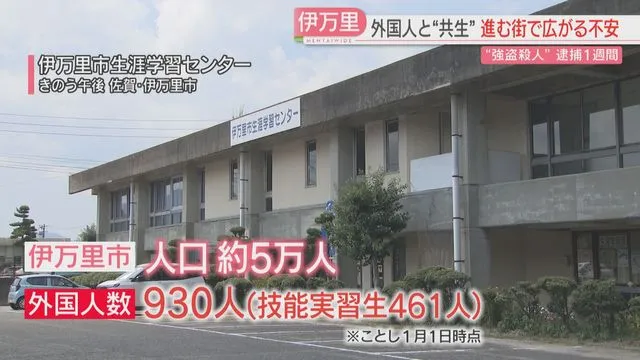 伊万里
MENTAIWIDE
外国人と“共生” 進む街で広がる不安
“強盗殺人” 逮捕1週間
伊万里市生涯学習センター
きのう午後 佐賀・伊万里市
伊万里市生涯学習センター
伊万里市 人口 約5万人
外国人数 930人(技能実習生461人)
※ことし1月1日時点